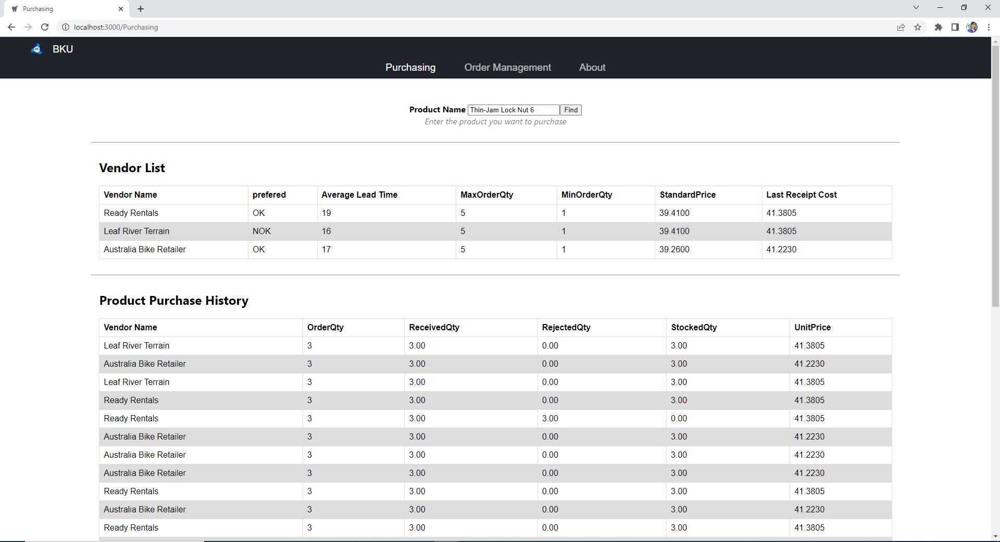 Purchasing
localhost:3000/Purchasing
BKU
Purchasing Order Management About
Product Name Thin-Jam Lock Nut 6 Find
Enter the product you want to purchase
Vendor List
Vendor Name prefered Average Lead Time MaxOrderQty MinOrderQty StandardPrice Last Receipt Cost
Ready Rentals OK 19 5 1 39.4100 41.3805
Leaf River Terrain NOK 16 5 1 39.4100 41.3805
Australia Bike Retailer OK 17 5 1 39.2600 41.2230
Product Purchase History
Vendor Name OrderQty ReceivedQty RejectedQty StockedQty UnitPrice
Leaf River Terrain 3 3.00 0.00 3.00 41.3805
Australia Bike Retailer 3 3.00 0.00 3.00 41.2230
Leaf River Terrain 3 3.00 0.00 3.00 41.3805
Ready Rentals 3 3.00 0.00 3.00 41.3805
Ready Rentals 3 3.00 3.00 0.00 41.3805
Australia Bike Retailer 3 3.00 0.00 3.00 41.2230
Australia Bike Retailer 3 3.00 0.00 3.00 41.2230
Australia Bike Retailer 3 3.00 0.00 3.00 41.2230
Ready Rentals 3 3.00 0.00 3.00 41.3805
Australia Bike Retailer 3 3.00 0.00 3.00 41.2230
Ready Rentals 3 3.00 0.00 3.00 41.3805